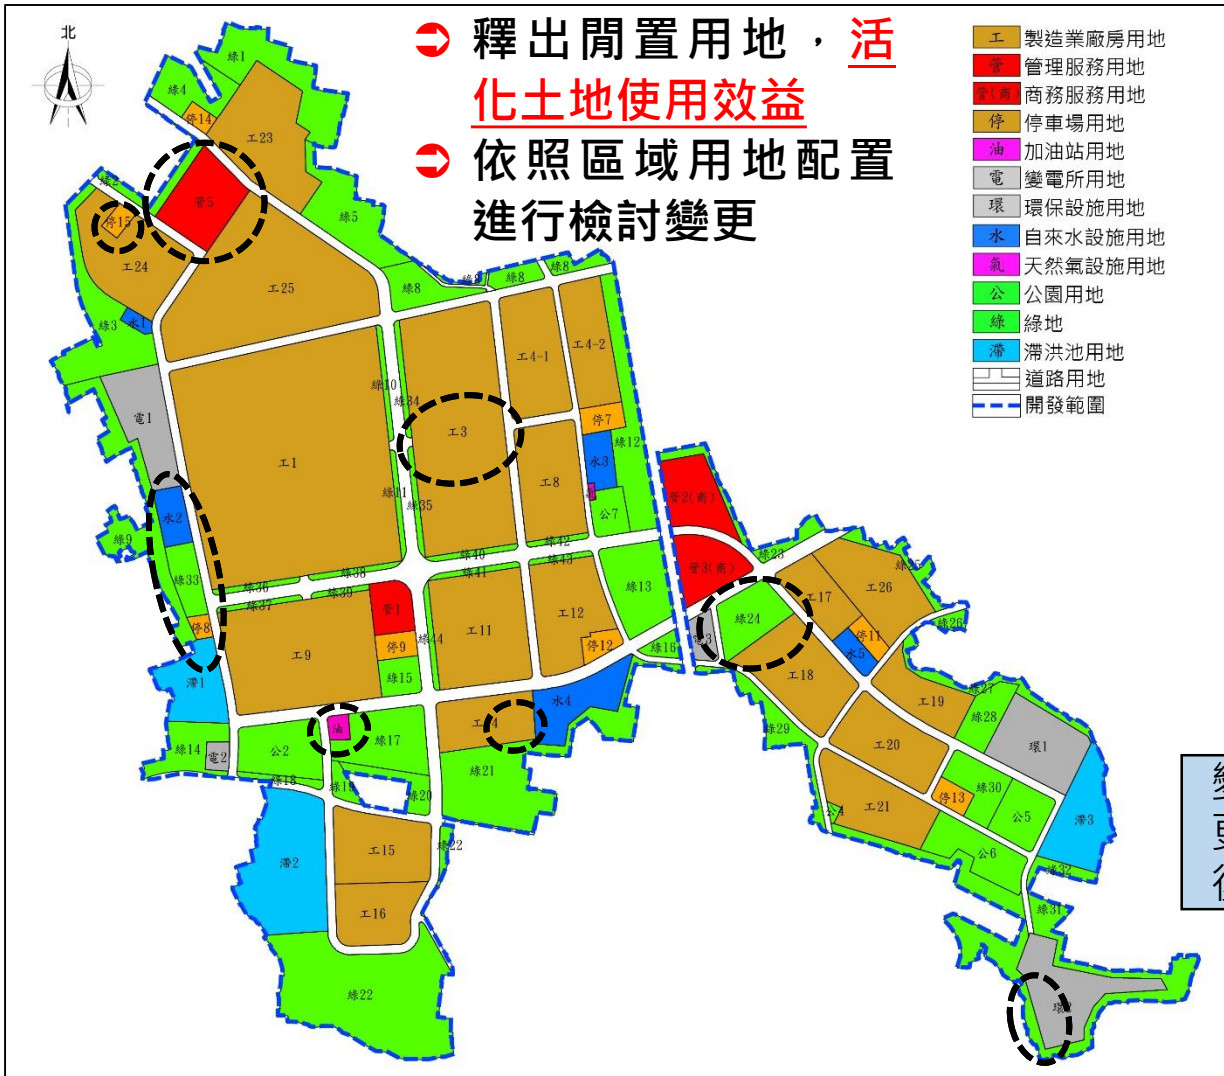 北
➲ 釋出閒置用地，活
化土地使用效益
➲ 依照區域用地配置
進行檢討變更
工 製造業廠房用地
管 管理服務用地
管(商) 商務服務用地
停 停車場用地
油 加油站用地
電 變電所用地
環 環保設施用地
水 自來水設施用地
氣 天然氣設施用地
公 公園用地
綠 綠地
滯 滯洪池用地
道路用地
開發範圍
綠1
綠4
停14
工23
綠2
管5
停15
綠5
工24
工25
綠8
綠8
綠8
綠3
水1
工4-1
工4-2
綠10
綠34
電1
工3
停7
綠12
工1
水3
綠11
綠35
工8
管2(商)
水2
公7
綠9
綠42
綠40
綠43
綠23
綠33
綠36
綠38
綠41
綠13
管3(商)
綠25
工26
綠37
綠39
工17
管1
工12
綠24
綠26
停8
工11
停11
綠44
停12
電3
工9
停9
綠16
水5
綠15
工18
滯1
水4
工19
綠27
綠28
油
綠17
綠29
綠14
電2
公2
工20
環1
綠21
綠18
綠19
綠20
停13
綠30
工21
公4
公5
滯3
工15
綠22
滯2
公6
綠32
工16
綠31
綠22
環2